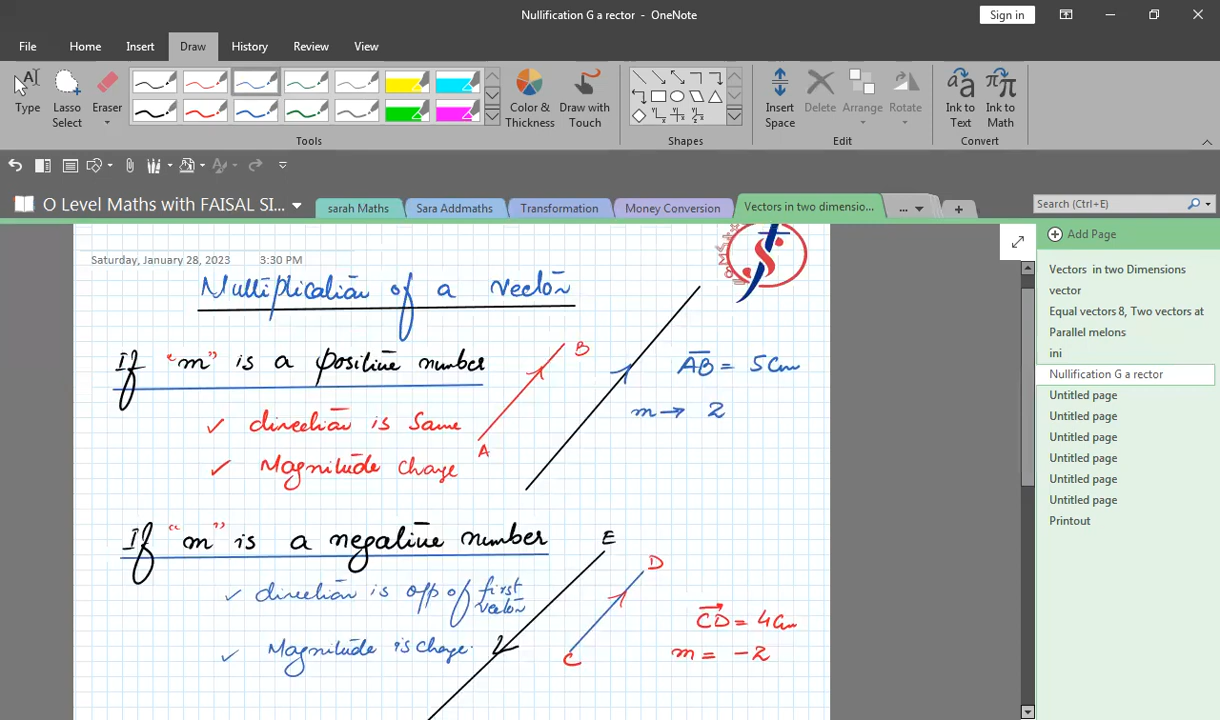 Nullification G a rector - OneNote
Sign in
File Home Insert Draw History Review View
Type
Lasso Select
Eraser
Color & Thickness
Draw with Touch
Insert Space
Delete
Arrange
Rotate
Ink to Text
Ink to Math
Tools
Shapes
Edit
Convert
O Level Maths with FAISAL SI...
sarah Maths
Sara Addmaths
Transformation
Money Conversion
Vectors in two dimensio...
...
Search (Ctrl+E)
Add Page
Vectors in two Dimensions
vector
Equal vectors 8, Two vectors at
Parallel melons
ini
Nullification G a rector
Untitled page
Untitled page
Untitled page
Untitled page
Untitled page
Untitled page
Printout
Saturday, January 28, 2023 3:30 PM
Multiplication of a vector
If "m" is a positive number
direction is Same
Magnitude change
A
B
AB = 5cm
m → 2
If "m" is a negative number
direction is opp of first vector
Magnitude is change.
E
D
C
CD = 4cm
m = -2